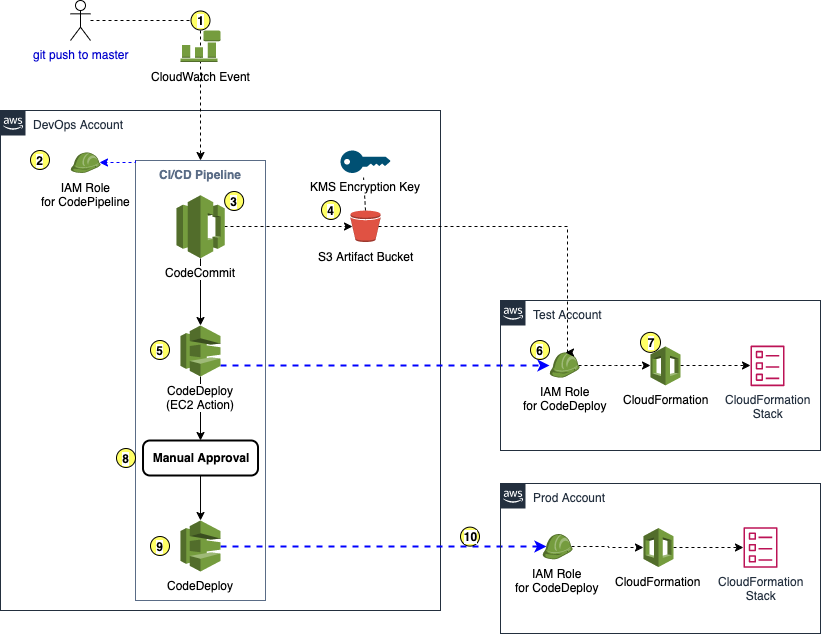 1
git push to master
CloudWatch Event
aws
DevOps Account
2
IAM Role
for CodePipeline
CI/CD Pipeline
3
CodeCommit
KMS Encryption Key
4
S3 Artifact Bucket
5
CodeDeploy
(EC2 Action)
8
Manual Approval
9
CodeDeploy
aws
Test Account
6
IAM Role
for CodeDeploy
7
CloudFormation
CloudFormation
Stack
10
aws
Prod Account
IAM Role
for CodeDeploy
CloudFormation
CloudFormation
Stack